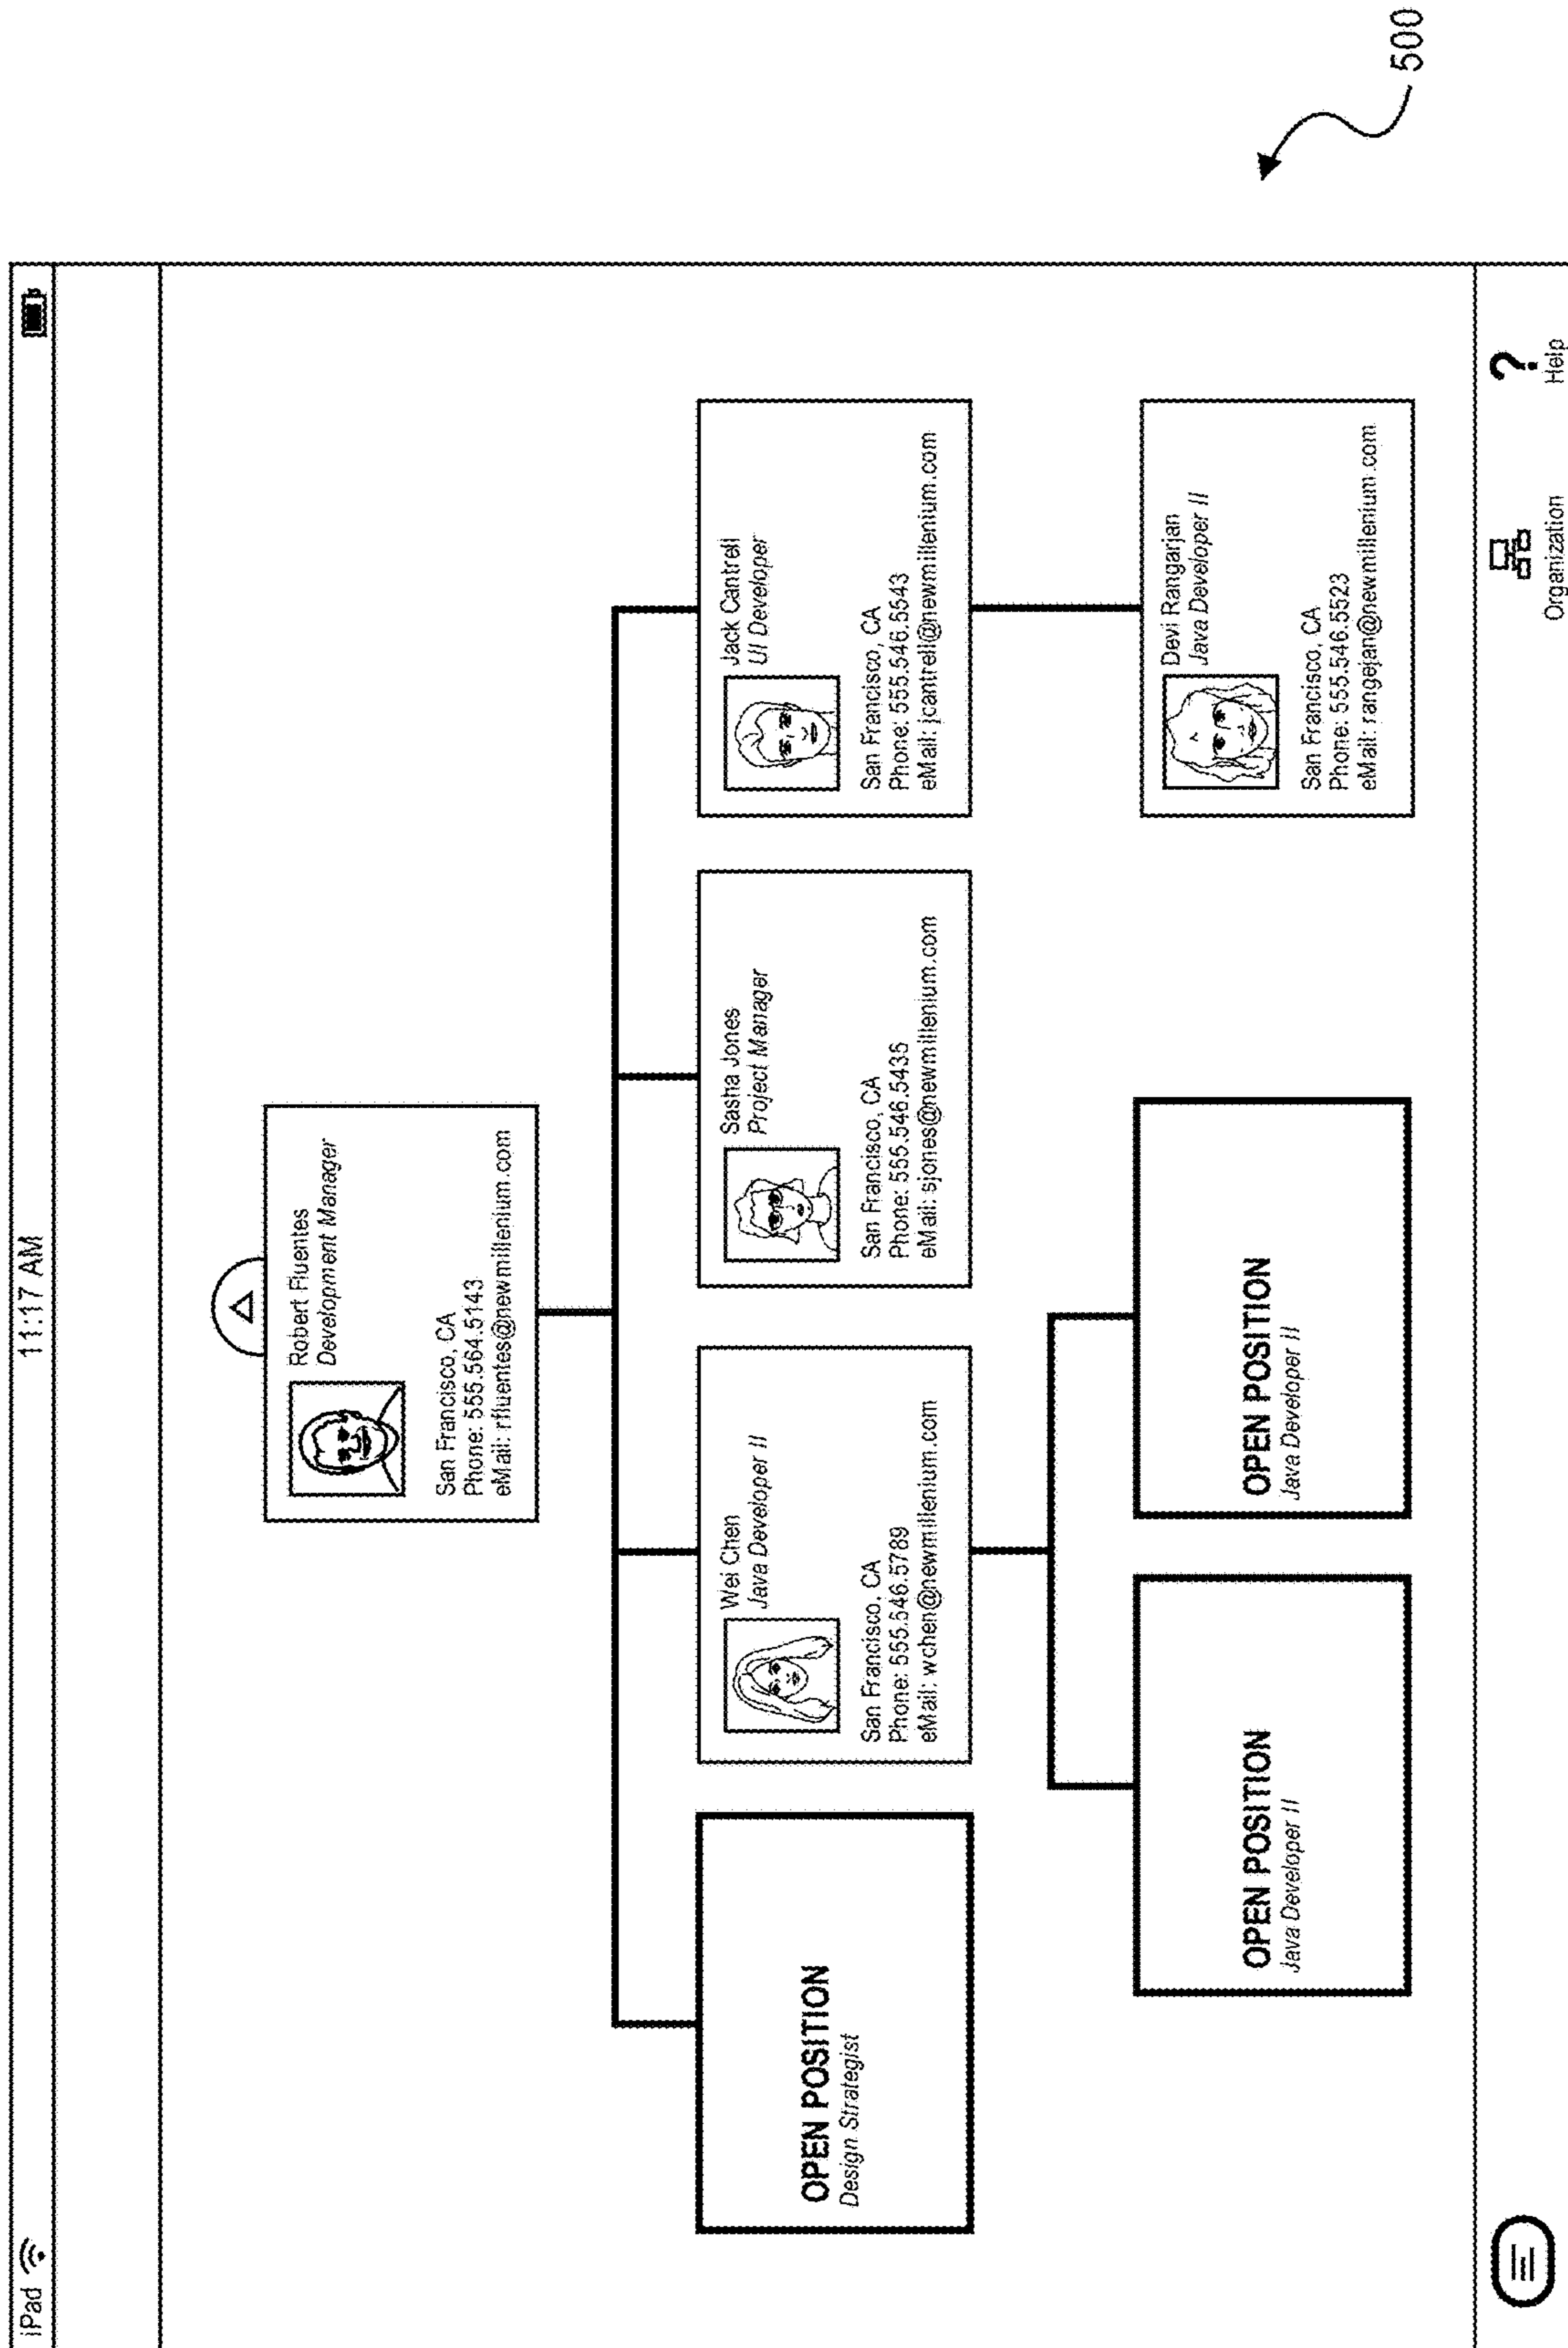 iPad
11:17 AM
Robert Fluentes
Development Manager
San Francisco, CA
Phone: 555.564.5143
eMail: rfluentes@newmillenium.com
OPEN POSITION
Design Strategist
Wei Chen
Java Developer II
San Francisco, CA
Phone: 555.546.5789
eMail: wchen@newmillenium.com
Sasha Jones
Project Manager
San Francisco, CA
Phone: 555.546.5435
eMail: sjones@newmillenium.com
Jack Cantrell
UI Developer
San Francisco, CA
Phone: 555.546.5543
eMail: jcantrell@newmillenium.com
OPEN POSITION
Java Developer II
OPEN POSITION
Java Developer II
Devi Rangarjan
Java Developer II
San Francisco, CA
Phone: 555.546.5523
eMail: rangejan@newmillenium.com
Organization
?
Help
500